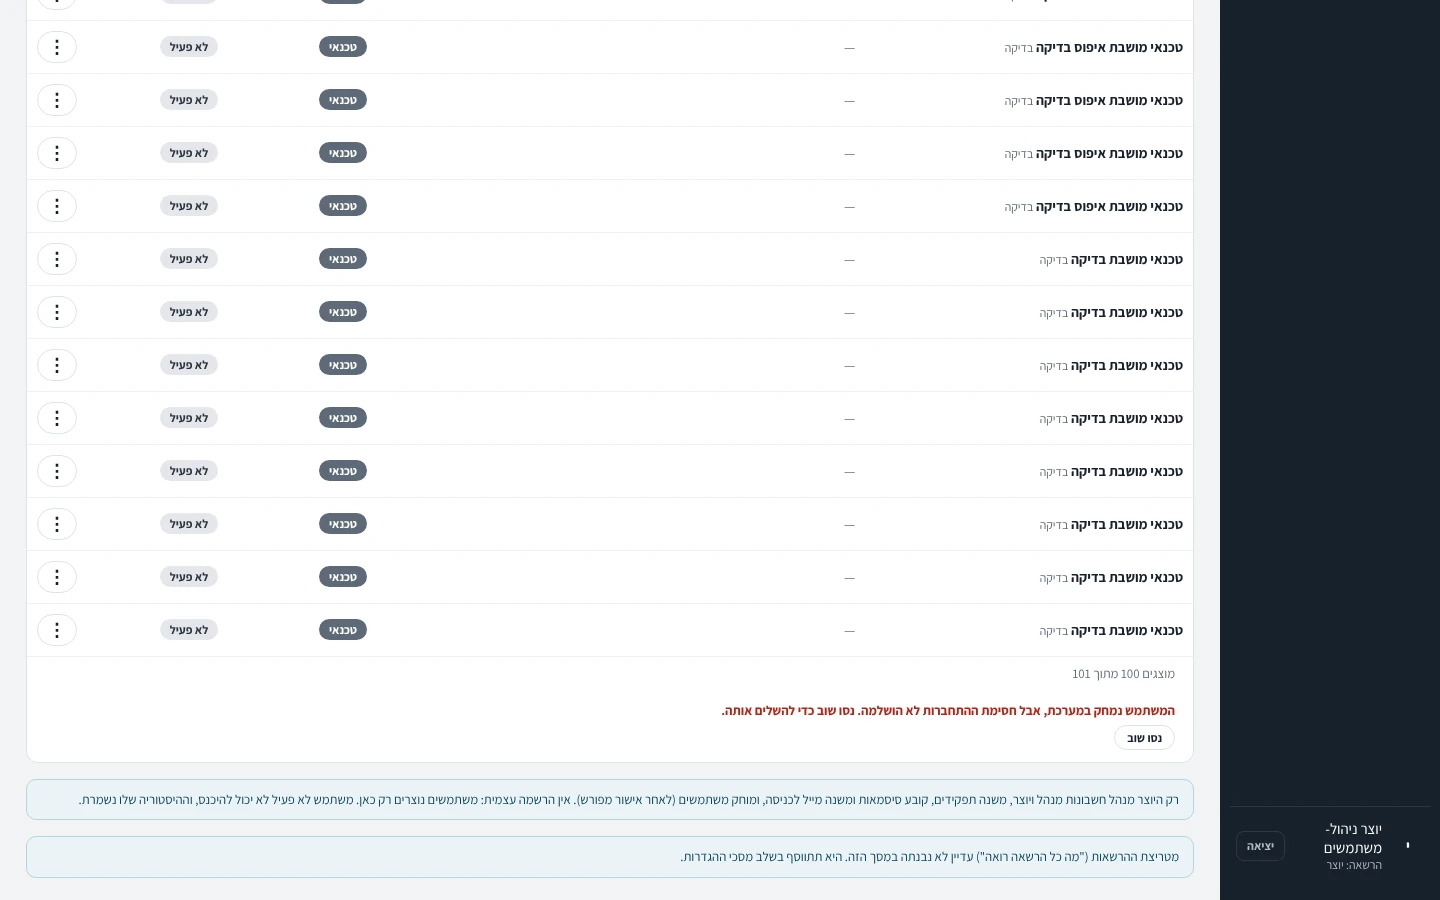 טכנאי מושבת איפוס בדיקה בדיקה — טכנאי לא פעיל
טכנאי מושבת איפוס בדיקה בדיקה — טכנאי לא פעיל
טכנאי מושבת איפוס בדיקה בדיקה — טכנאי לא פעיל
טכנאי מושבת איפוס בדיקה בדיקה — טכנאי לא פעיל
טכנאי מושבת בדיקה בדיקה — טכנאי לא פעיל
טכנאי מושבת בדיקה בדיקה — טכנאי לא פעיל
טכנאי מושבת בדיקה בדיקה — טכנאי לא פעיל
טכנאי מושבת בדיקה בדיקה — טכנאי לא פעיל
טכנאי מושבת בדיקה בדיקה — טכנאי לא פעיל
טכנאי מושבת בדיקה בדיקה — טכנאי לא פעיל
טכנאי מושבת בדיקה בדיקה — טכנאי לא פעיל
טכנאי מושבת בדיקה בדיקה — טכנאי לא פעיל
מוצגים 100 מתוך 101
המשתמש נמחק במערכת, אבל חסימת ההתחברות לא הושלמה. נסו שוב כדי להשלים אותה.
נסו שוב
רק היוצר מנהל חשבונות מנהל ויוצר, משנה תפקידים, קובע סיסמאות ומשנה מייל לכניסה, ומוחק משתמשים (לאחר אישור מפורש). אין הרשמה עצמית: משתמשים נוצרים רק כאן. משתמש לא פעיל לא יכול להיכנס, וההיסטוריה שלו נשמרת.
מטריצת ההרשאות ("מה כל הרשאה רואה") עדיין לא נבנתה במסך הזה. היא תתווסף בשלב מסכי ההגדרות.
י
יוצר ניהול-
משתמשים
הרשאה: יוצר
יציאה